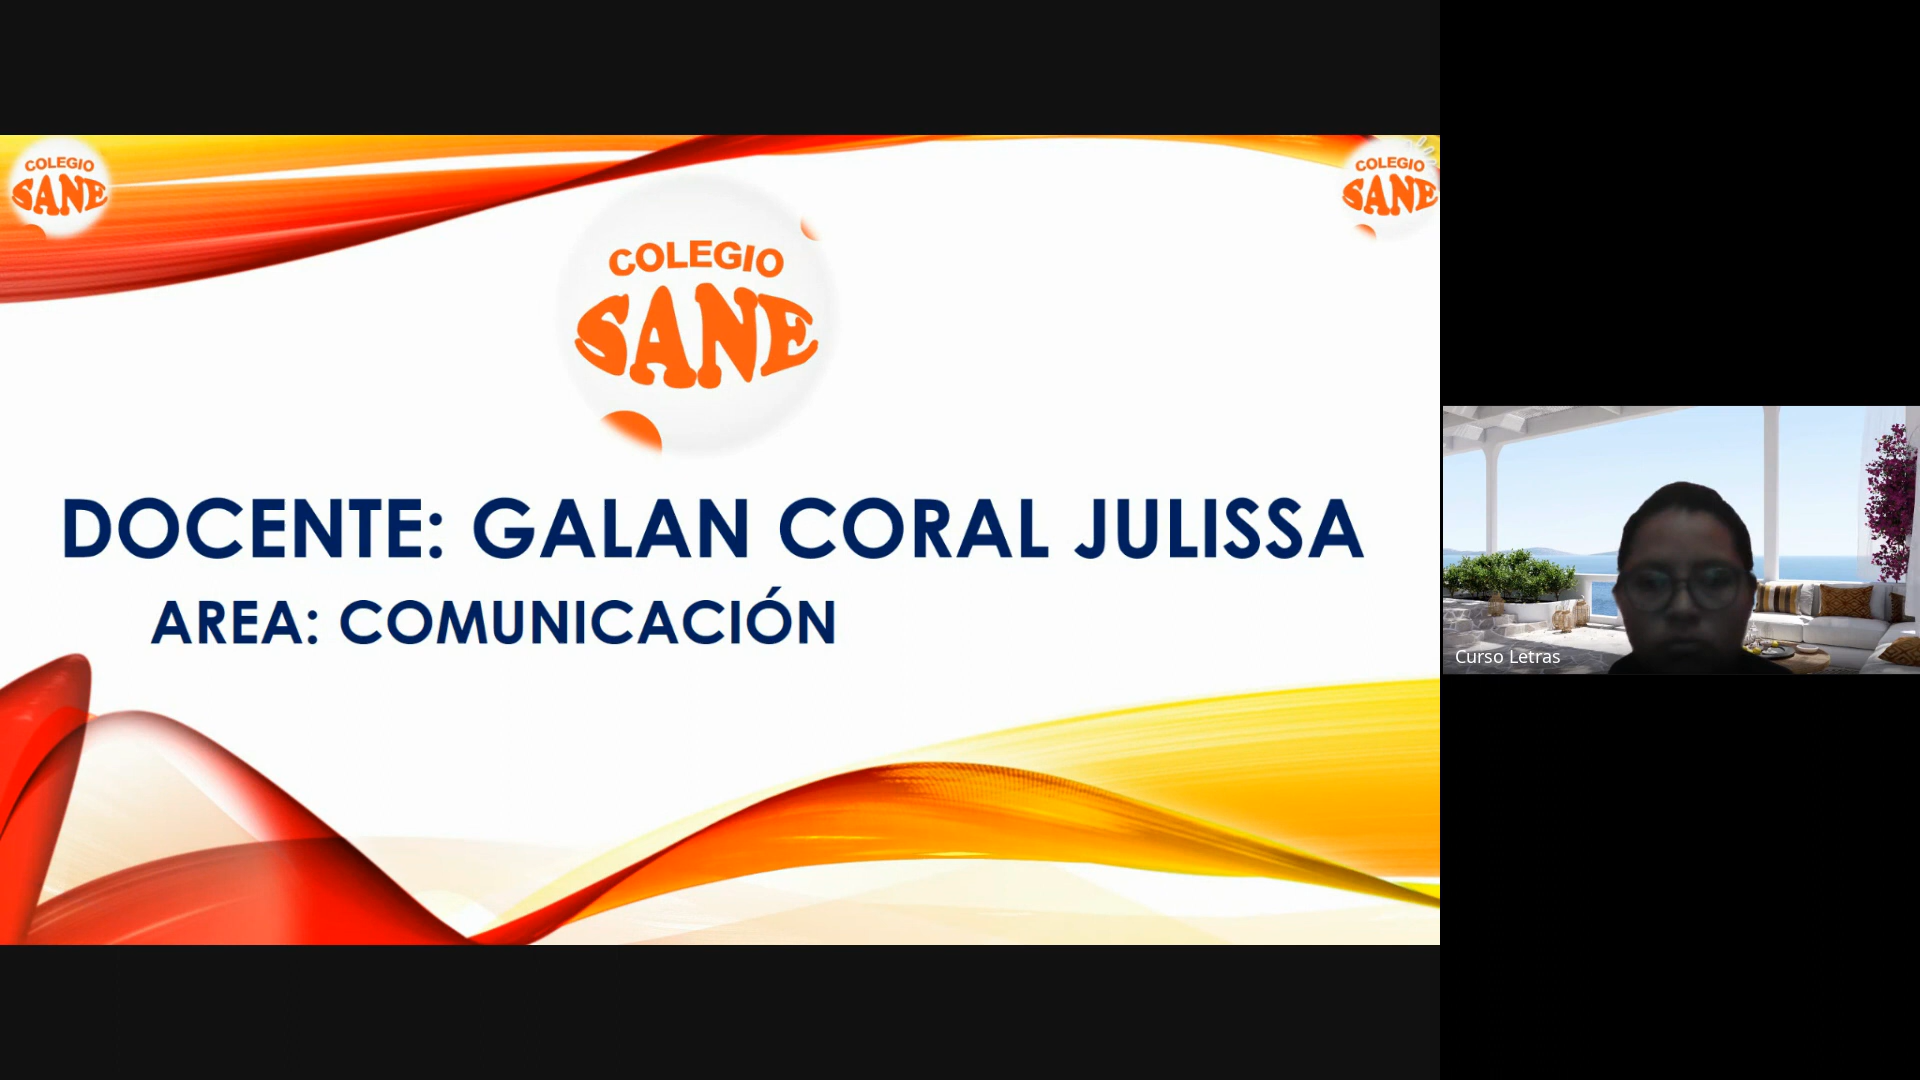 COLEGIO
SANE
COLEGIO
SANE
COLEGIO
SANE
DOCENTE: GALAN CORAL JULISSA
AREA: COMUNICACIÓN
Curso Letras